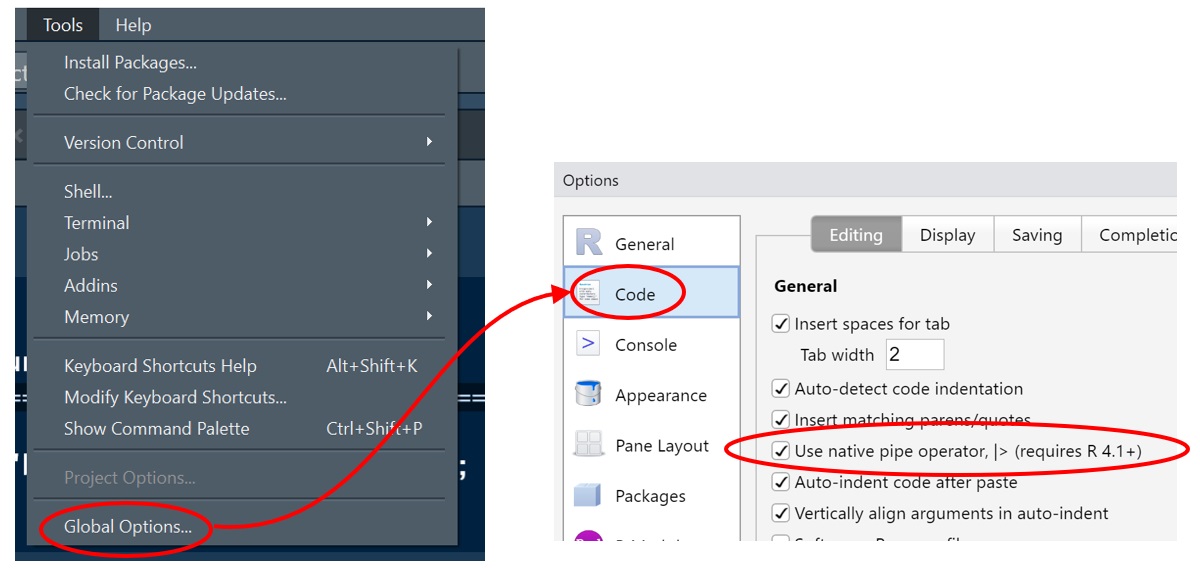 Tools Help
Install Packages...
Check for Package Updates...
Version Control
Shell...
Terminal
Jobs
Addins
Memory
Keyboard Shortcuts Help Alt+Shift+K
Modify Keyboard Shortcuts...
Show Command Palette Ctrl+Shift+P
Project Options...
Global Options...
Options
General
Code
Console
Appearance
Pane Layout
Packages
Editing Display Saving Completio
General
Insert spaces for tab
Tab width 2
Auto-detect code indentation
Insert matching parens/quotes
Use native pipe operator, |> (requires R 4.1+)
Auto-indent code after paste
Vertically align arguments in auto-indent